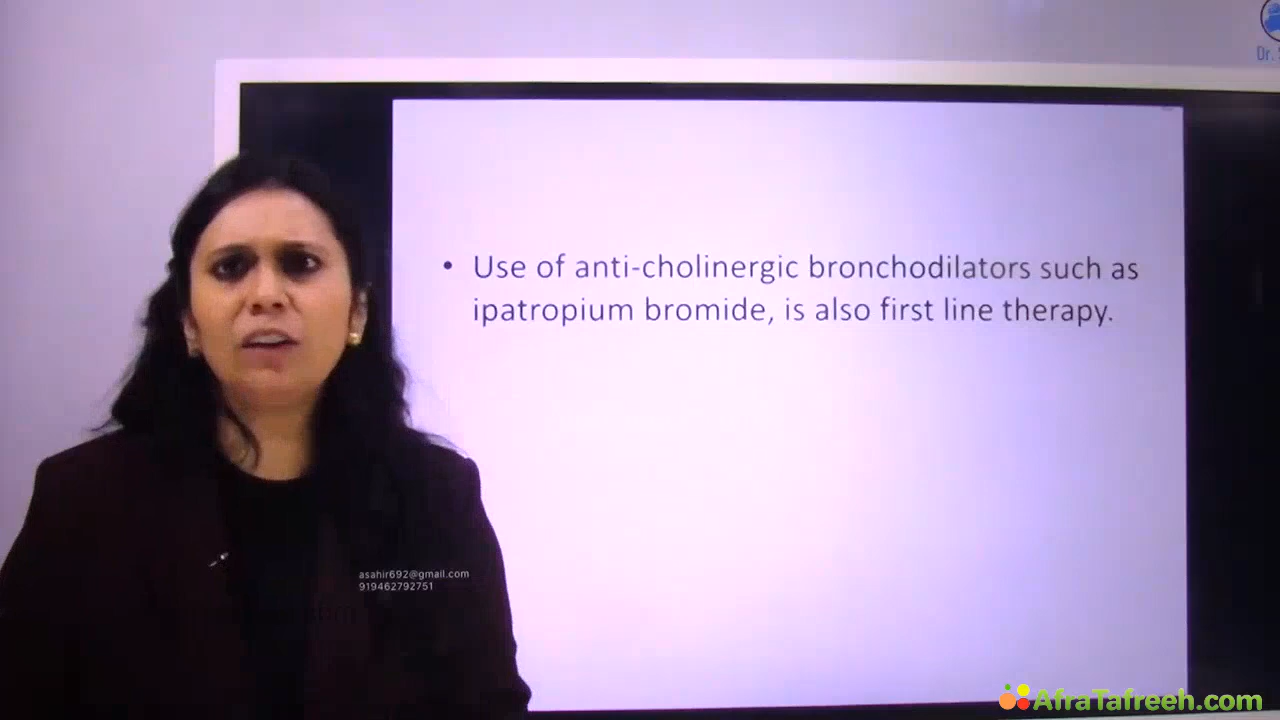 Dr.
• Use of anti-cholinergic bronchodilators such as
ipatropium bromide, is also first line therapy.
asahir692@gmail.com
919462792751
AfraTafreeh.com